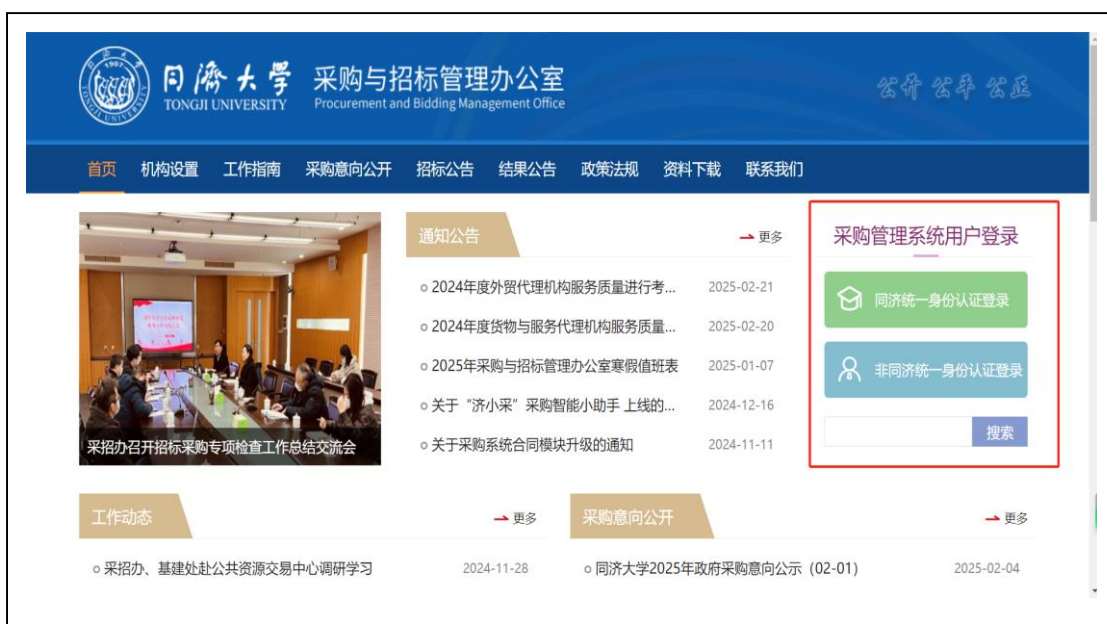 同濟大學
TONGJI UNIVERSITY
采购与招标管理办公室
Procurement and Bidding Management Office
公开 公平 公正
首页 机构设置 工作指南 采购意向公开 招标公告 结果公告 政策法规 资料下载 联系我们
采招办召开招标采购专项检查工作总结交流会
通知公告 更多
2024年度外贸代理机构服务质量进行考... 2025-02-21
2024年度货物与服务代理机构服务质量... 2025-02-20
2025年采购与招标管理办公室寒假值班表 2025-01-07
关于“济小采”采购智能小助手 上线的... 2024-12-16
关于采购系统合同模块升级的通知 2024-11-11
采购管理系统用户登录
同济统一身份认证登录
非同济统一身份认证登录
搜索
工作动态 更多
采招办、基建处赴公共资源交易中心调研学习 2024-11-28
采购意向公开 更多
同济大学2025年政府采购意向公示（02-01） 2025-02-04